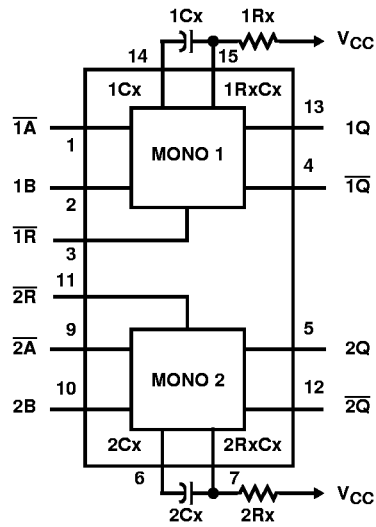 1Cx 1Rx
14 15 VCC
1Cx 1RxCx
1A 13 1Q
1 MONO 1
1B 4 1Q
2
1R
3
11
2R
9 5
2A 2Q
10 MONO 2 12
2B 2Q
2Cx 2RxCx
6 7
VCC
2Cx 2Rx